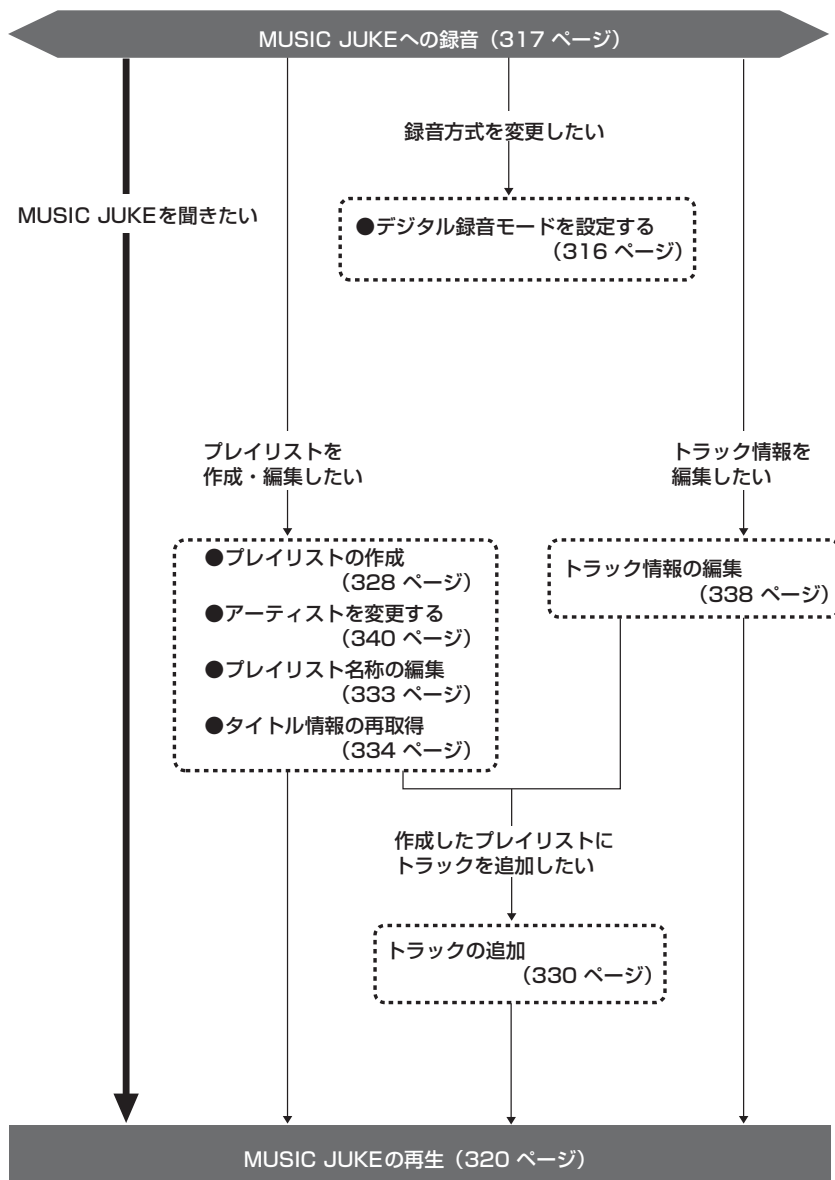 MUSIC JUKEへの録音（317 ページ）
録音方式を変更したい
MUSIC JUKEを聞きたい
●デジタル録音モードを設定する
（316 ページ）
プレイリストを
作成・編集したい
トラック情報を
編集したい
●プレイリストの作成
（328 ページ）
●アーティストを変更する
（340 ページ）
●プレイリスト名称の編集
（333 ページ）
●タイトル情報の再取得
（334 ページ）
トラック情報の編集
（338 ページ）
作成したプレイリストに
トラックを追加したい
トラックの追加
（330 ページ）
MUSIC JUKEの再生（320 ページ）